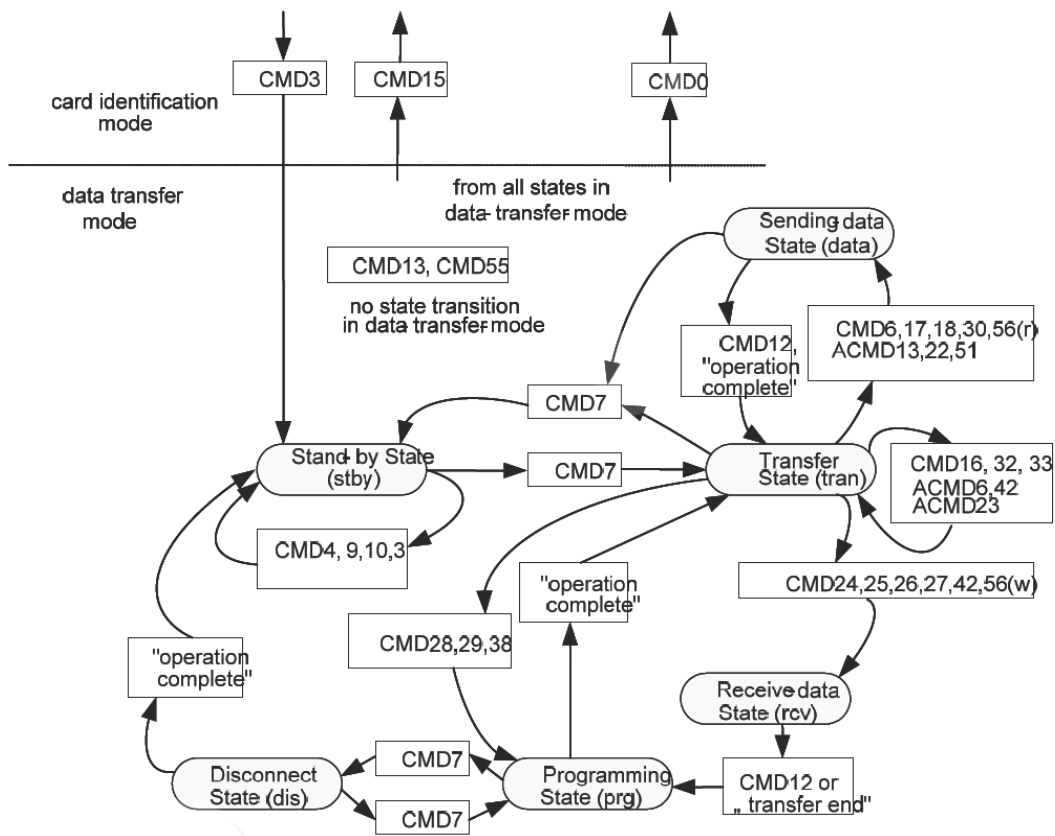 CMD3
CMD15
CMD0
card identification
mode
data transfer
mode
from all states in
data-transfer-mode
Sending-data
State (data)
CMD13, CMD55
no state transition
in data transfer-mode
CMD12,
"operation
complete"
CMD6,17,18,30,56(r)
ACMD13,22,51
CMD7
Stand-by State
(stby)
CMD7
Transfer
State (tran)
CMD16, 32, 33
ACMD6,42
ACMD23
CMD4, 9,10,3
"operation
complete"
CMD24,25,26,27,42,56(w)
CMD28,29,38
"operation
complete"
Receive-data
State (rcv)
Disconnect
State (dis)
CMD7
CMD7
Programming
State (prg)
CMD12 or
„ transfer end"